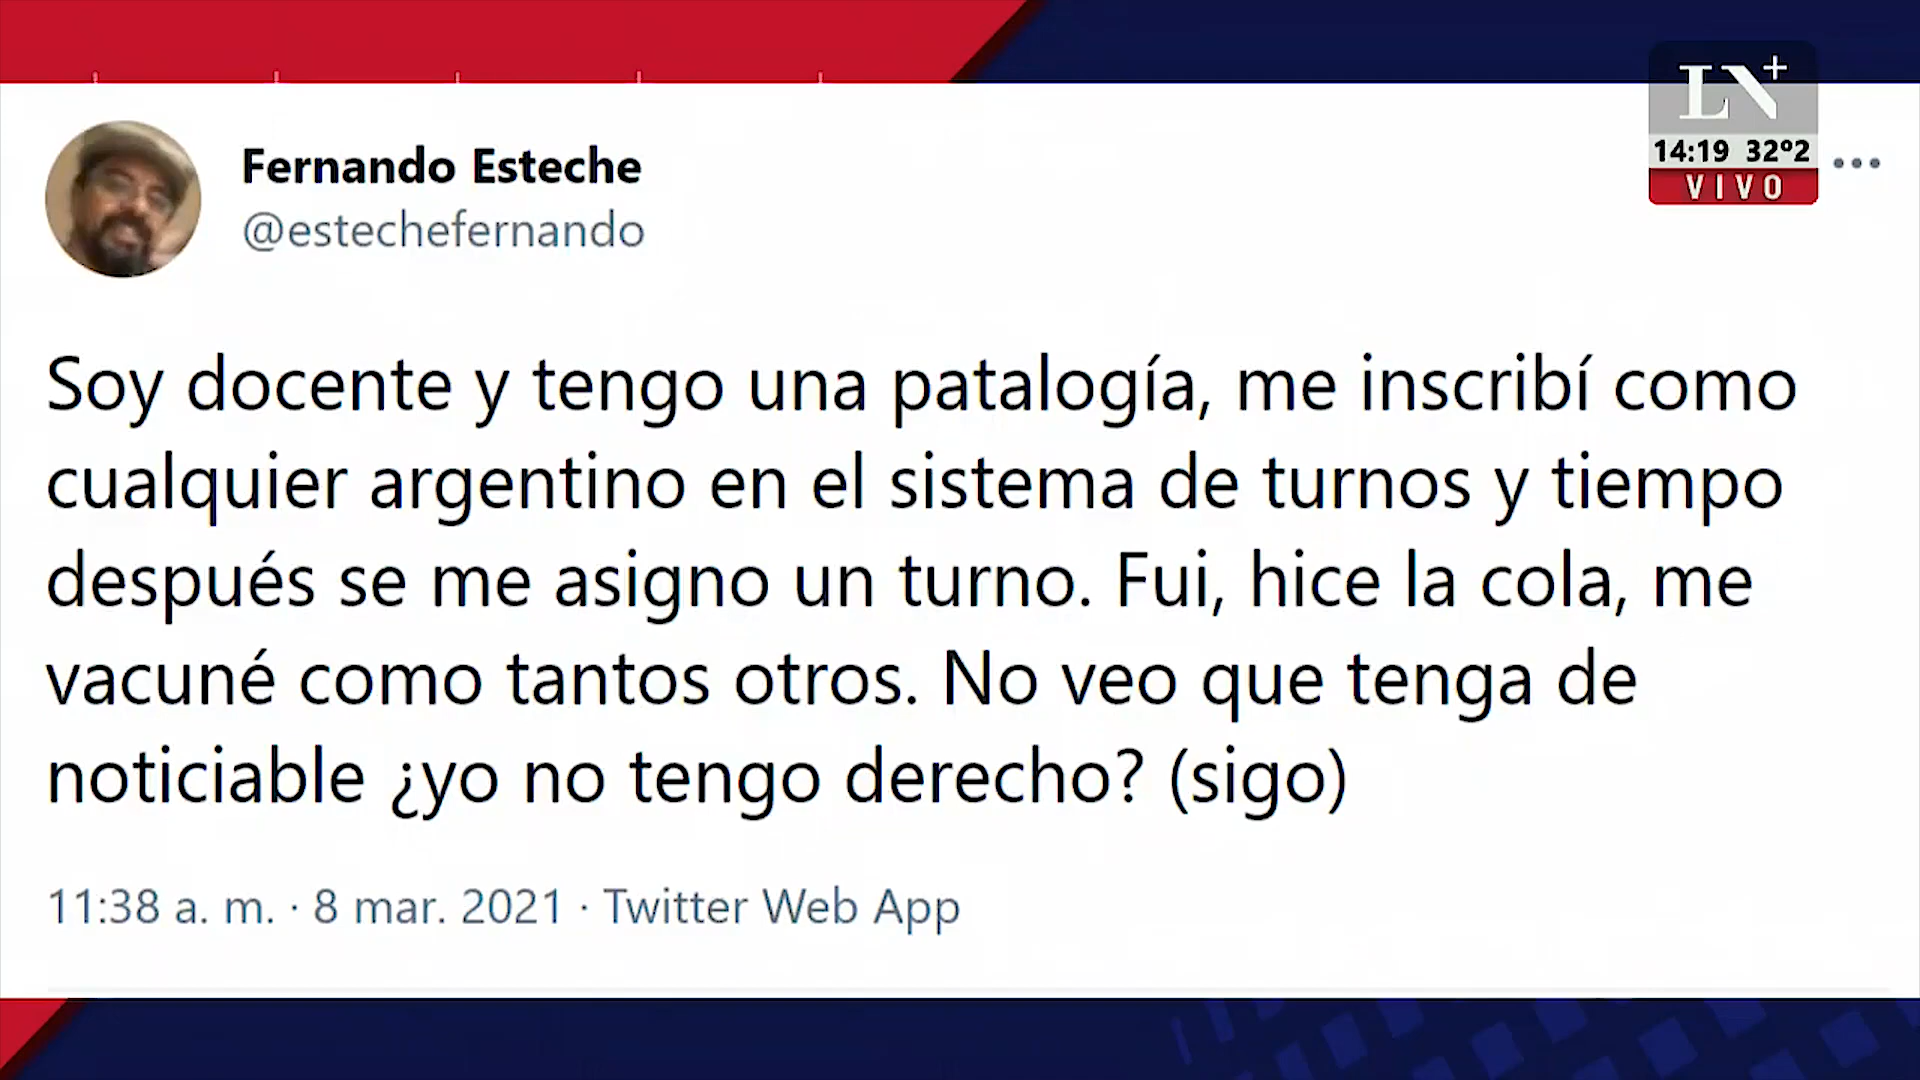 LN+
14:19 32º2
VIVO
Fernando Esteche
@estechefernando
Soy docente y tengo una patalogía, me inscribí como
cualquier argentino en el sistema de turnos y tiempo
después se me asigno un turno. Fui, hice la cola, me
vacuné como tantos otros. No veo que tenga de
noticiable ¿yo no tengo derecho? (sigo)
11:38 a. m. · 8 mar. 2021 · Twitter Web App